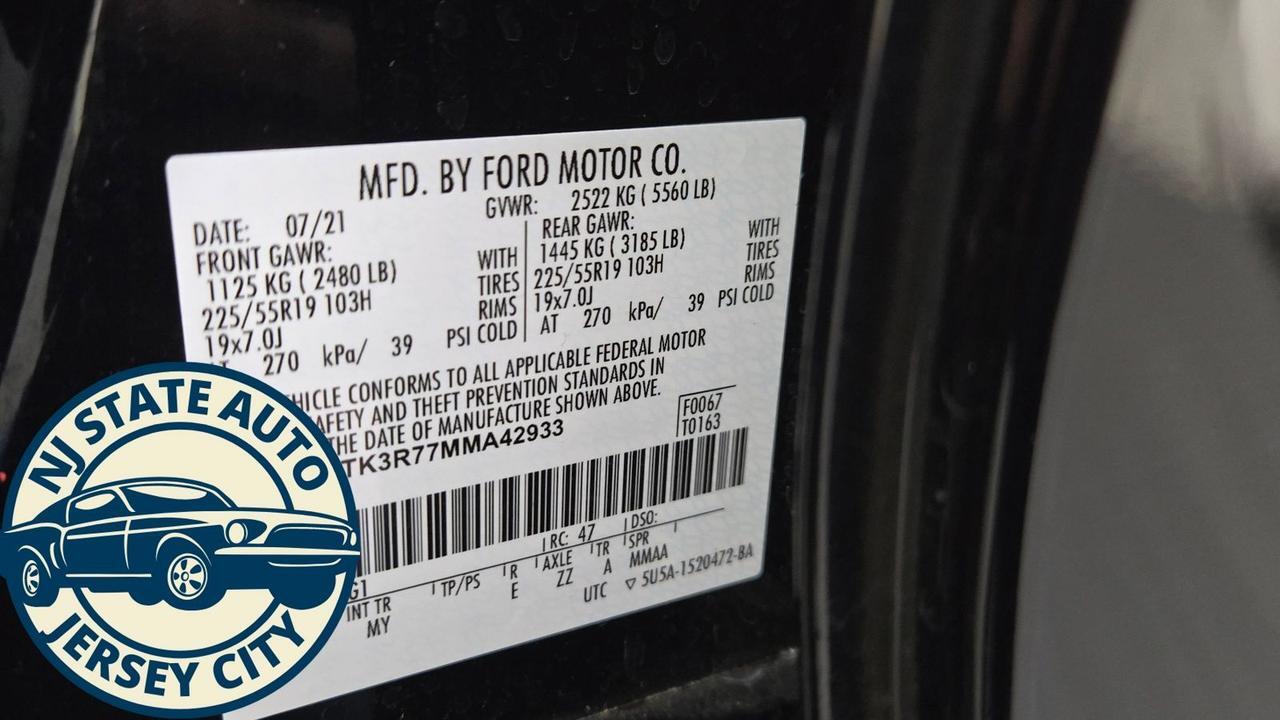 MFD. BY FORD MOTOR CO.
DATE: 07/21 GVWR: 2522 KG ( 5560 LB)
FRONT GAWR: WITH
1125 KG ( 2480 LB) TIRES
225/55R19 103H RIMS
19x7.0J
270 kPa/ 39 PSI COLD
REAR GAWR: WITH
1445 KG ( 3185 LB) TIRES
225/55R19 103H RIMS
19x7.0J
AT 270 kPa/ 39 PSI COLD
CONFORMS TO ALL APPLICABLE FEDERAL MOTOR
AND THEFT PREVENTION STANDARDS IN
THE DATE OF MANUFACTURE SHOWN ABOVE.
F0067
T0163
TK3R77MMA42933
RC: 47 DSO:
G1 TP/PS R AXLE TR SPR
E ZZ A MMAA
INT TR UTC ▽ 5U5A-1520472-BA
MY
NJ STATE AUTO
JERSEY CITY